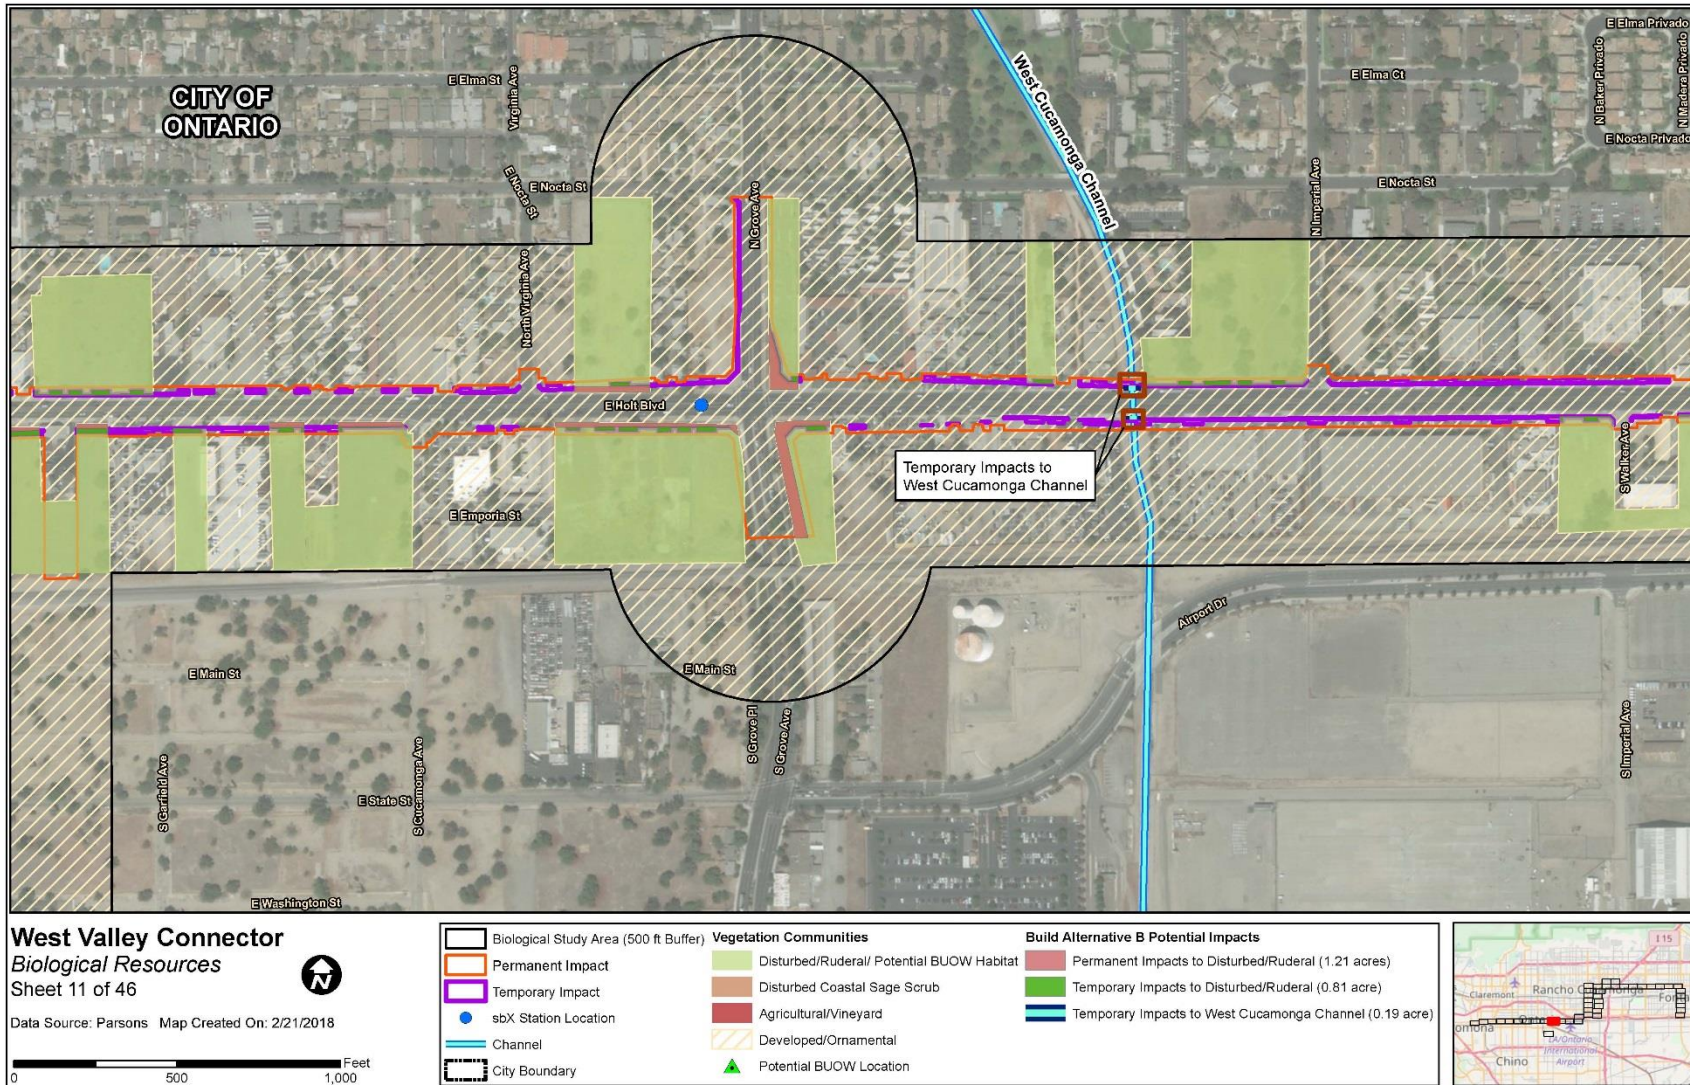 E Elma Privado
E Elma St
Virginia Ave
West Cucamonga Channel
E Elma Ct
N Baker Privado
N Madera Privado
CITY OF
ONTARIO
E Nocta Privado
E Nocta St
E Nocta St
N Grove Ave
N Imperial Ave
E Nocta St
North Virginia Ave
E Holt Blvd
Temporary Impacts to
West Cucamonga Channel
S Walker Ave
E Emporia St
Airport Dr
E Main St
E Main St
S Grove Pl
S Grove Ave
S Imperial Ave
S Garfield Ave
E State St
S Cucamonga Ave
E Washington St
West Valley Connector
Biological Resources
Sheet 11 of 46
N
Data Source: Parsons Map Created On: 2/21/2018
Feet
0 500 1,000
Biological Study Area (500 ft Buffer)
Permanent Impact
Temporary Impact
sbX Station Location
Channel
City Boundary
Vegetation Communities
Disturbed/Ruderal/ Potential BUOW Habitat
Disturbed Coastal Sage Scrub
Agricultural/Vineyard
Developed/Ornamental
Potential BUOW Location
Build Alternative B Potential Impacts
Permanent Impacts to Disturbed/Ruderal (1.21 acres)
Temporary Impacts to Disturbed/Ruderal (0.81 acre)
Temporary Impacts to West Cucamonga Channel (0.19 acre)
I 15
Claremont
Rancho Cucamonga
Chino
LA/Ontario
International
Airport